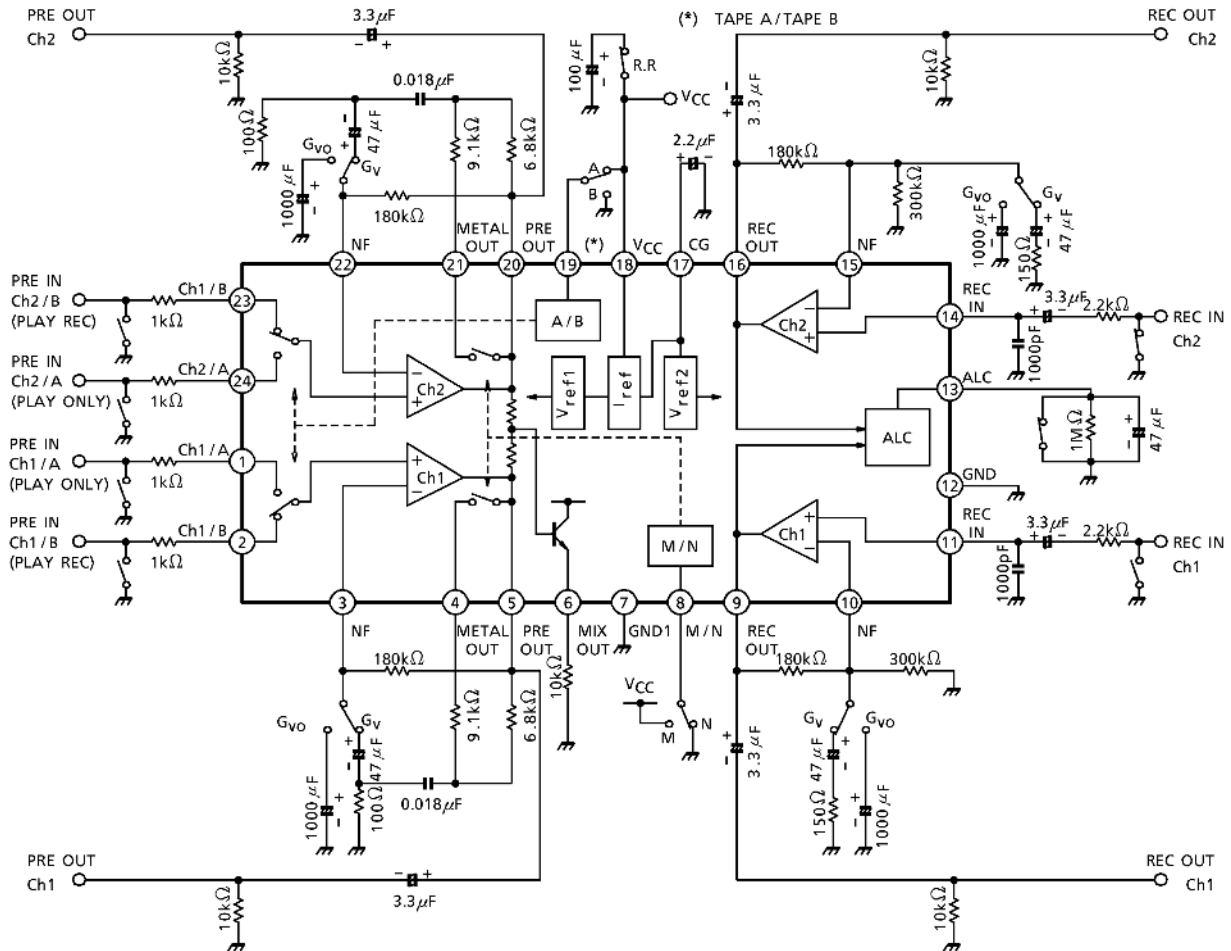 PRE OUT
Ch2
3.3μF
− +
10kΩ
0.018μF
100Ω
− +
47μF
GVO
GV
1000μF
+ −
180kΩ
9.1kΩ
6.8kΩ
(*) TAPE A/TAPE B
100μF
+ −
R.R
VCC
2.2μF
+ −
A
B
REC OUT
Ch2
10kΩ
3.3μF
− +
180kΩ
300kΩ
GVO
GV
1000μF
+ −
150Ω
47μF
+ −
NF
METAL
OUT
PRE
OUT
(*)
VCC
CG
REC
OUT
NF
22
21
20
19
18
17
16
15
PRE IN
Ch2/B
(PLAY REC)
1kΩ
Ch1/B
23
PRE IN
Ch2/A
(PLAY ONLY)
1kΩ
Ch2/A
24
PRE IN
Ch1/A
(PLAY ONLY)
1kΩ
Ch1/A
1
PRE IN
Ch1/B
(PLAY REC)
1kΩ
Ch1/B
2
A/B
− +
Ch2
+ −
Ch1
Vref1
Iref
Vref2
M/N
− +
Ch2
ALC
+ −
Ch1
REC
IN
14
3.3μF
+ −
2.2kΩ
1000pF
REC IN
Ch2
13
ALC
1MΩ
47μF
+ −
GND
12
REC
IN
11
3.3μF
+ −
2.2kΩ
1000pF
REC IN
Ch1
3
4
5
6
7
8
9
10
NF
METAL
OUT
PRE
OUT
MIX
OUT
GND1
M/N
REC
OUT
NF
180kΩ
GVO
GV
1000μF
+ −
47μF
+ −
100Ω
0.018μF
9.1kΩ
6.8kΩ
10kΩ
VCC
M
N
180kΩ
300kΩ
3.3μF
+ −
GV
GVO
47μF
+ −
150Ω
1000μF
+ −
PRE OUT
Ch1
− +
3.3μF
10kΩ
REC OUT
Ch1
10kΩ